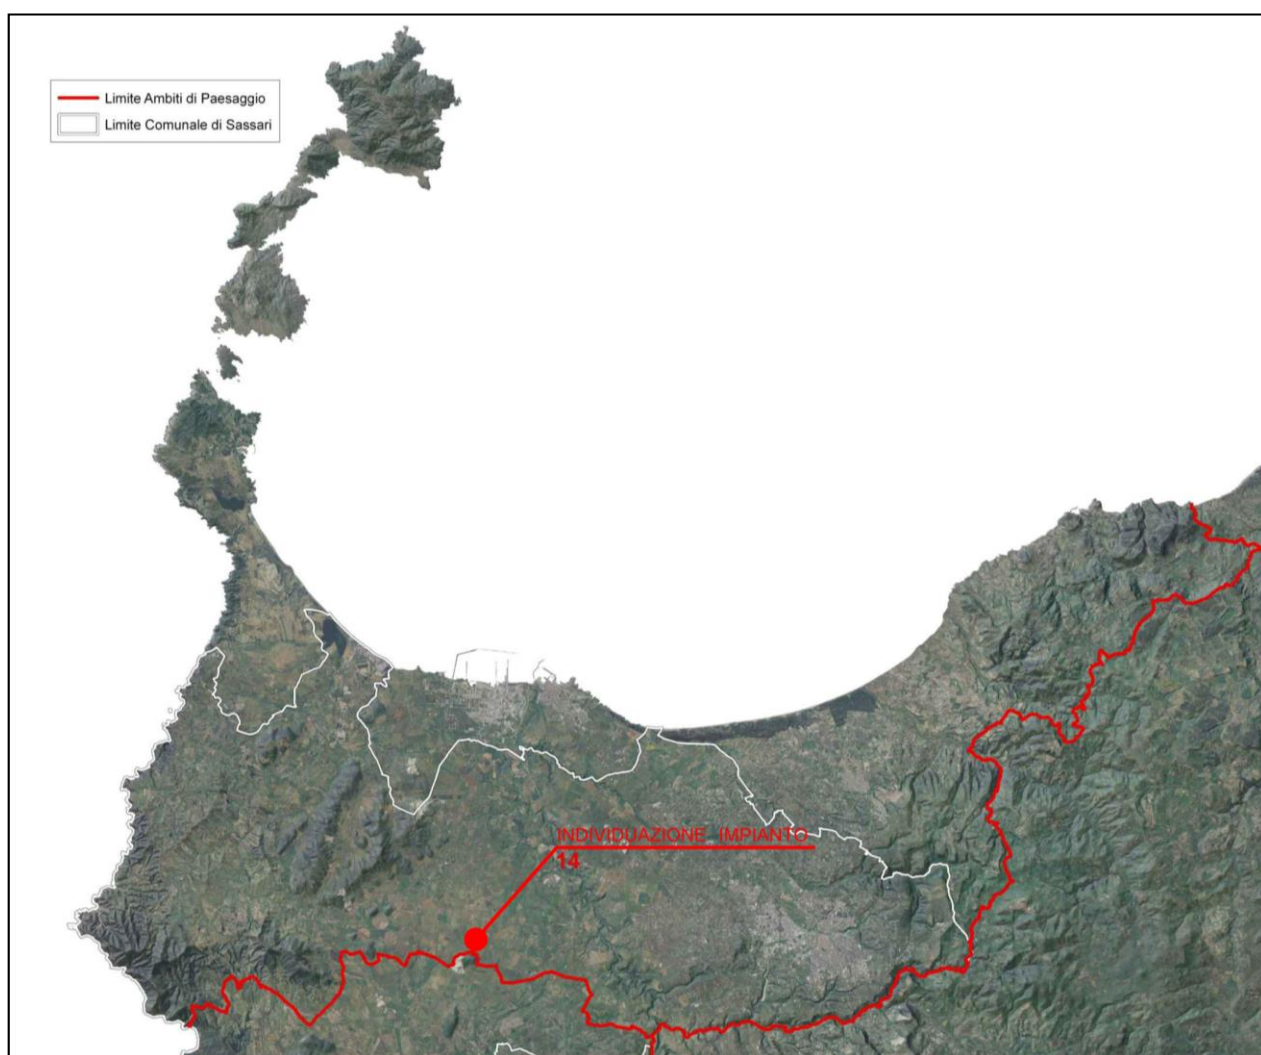 Limite Ambiti di Paesaggio
Limite Comunale di Sassari
INDIVIDUAZIONE IMPIANTO
14